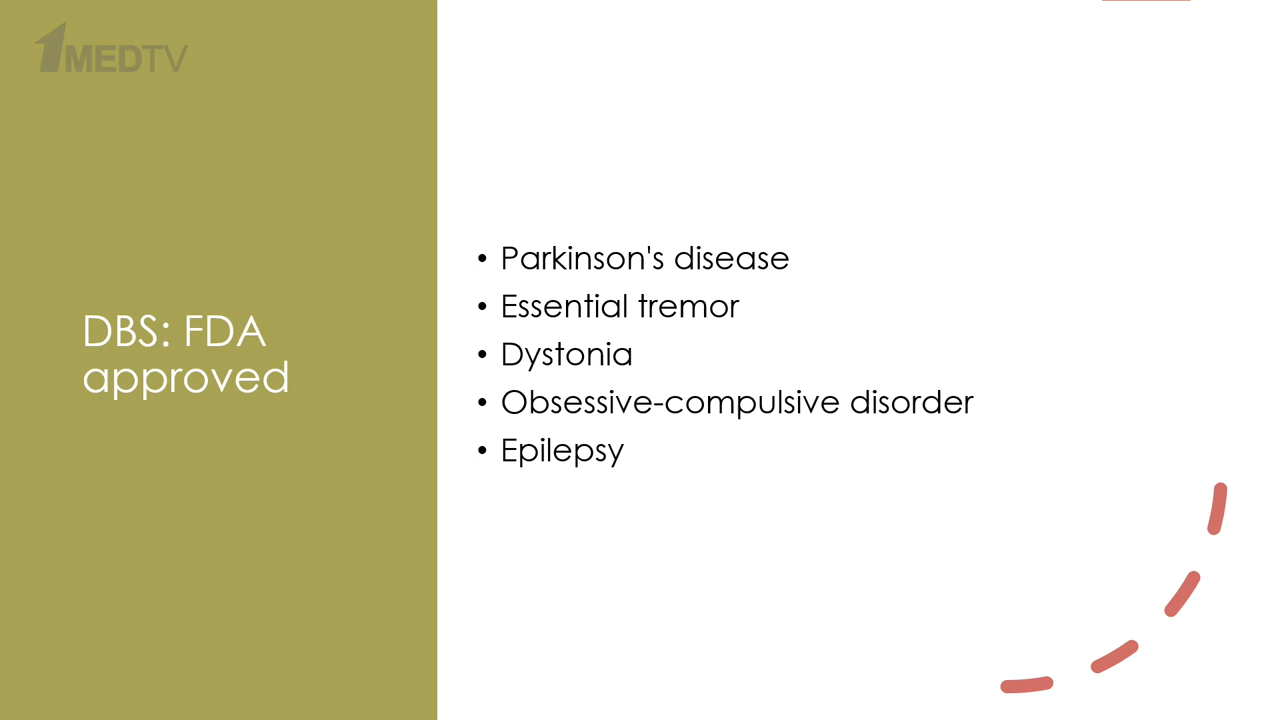 1MEDTV
DBS: FDA
approved
• Parkinson's disease
• Essential tremor
• Dystonia
• Obsessive-compulsive disorder
• Epilepsy